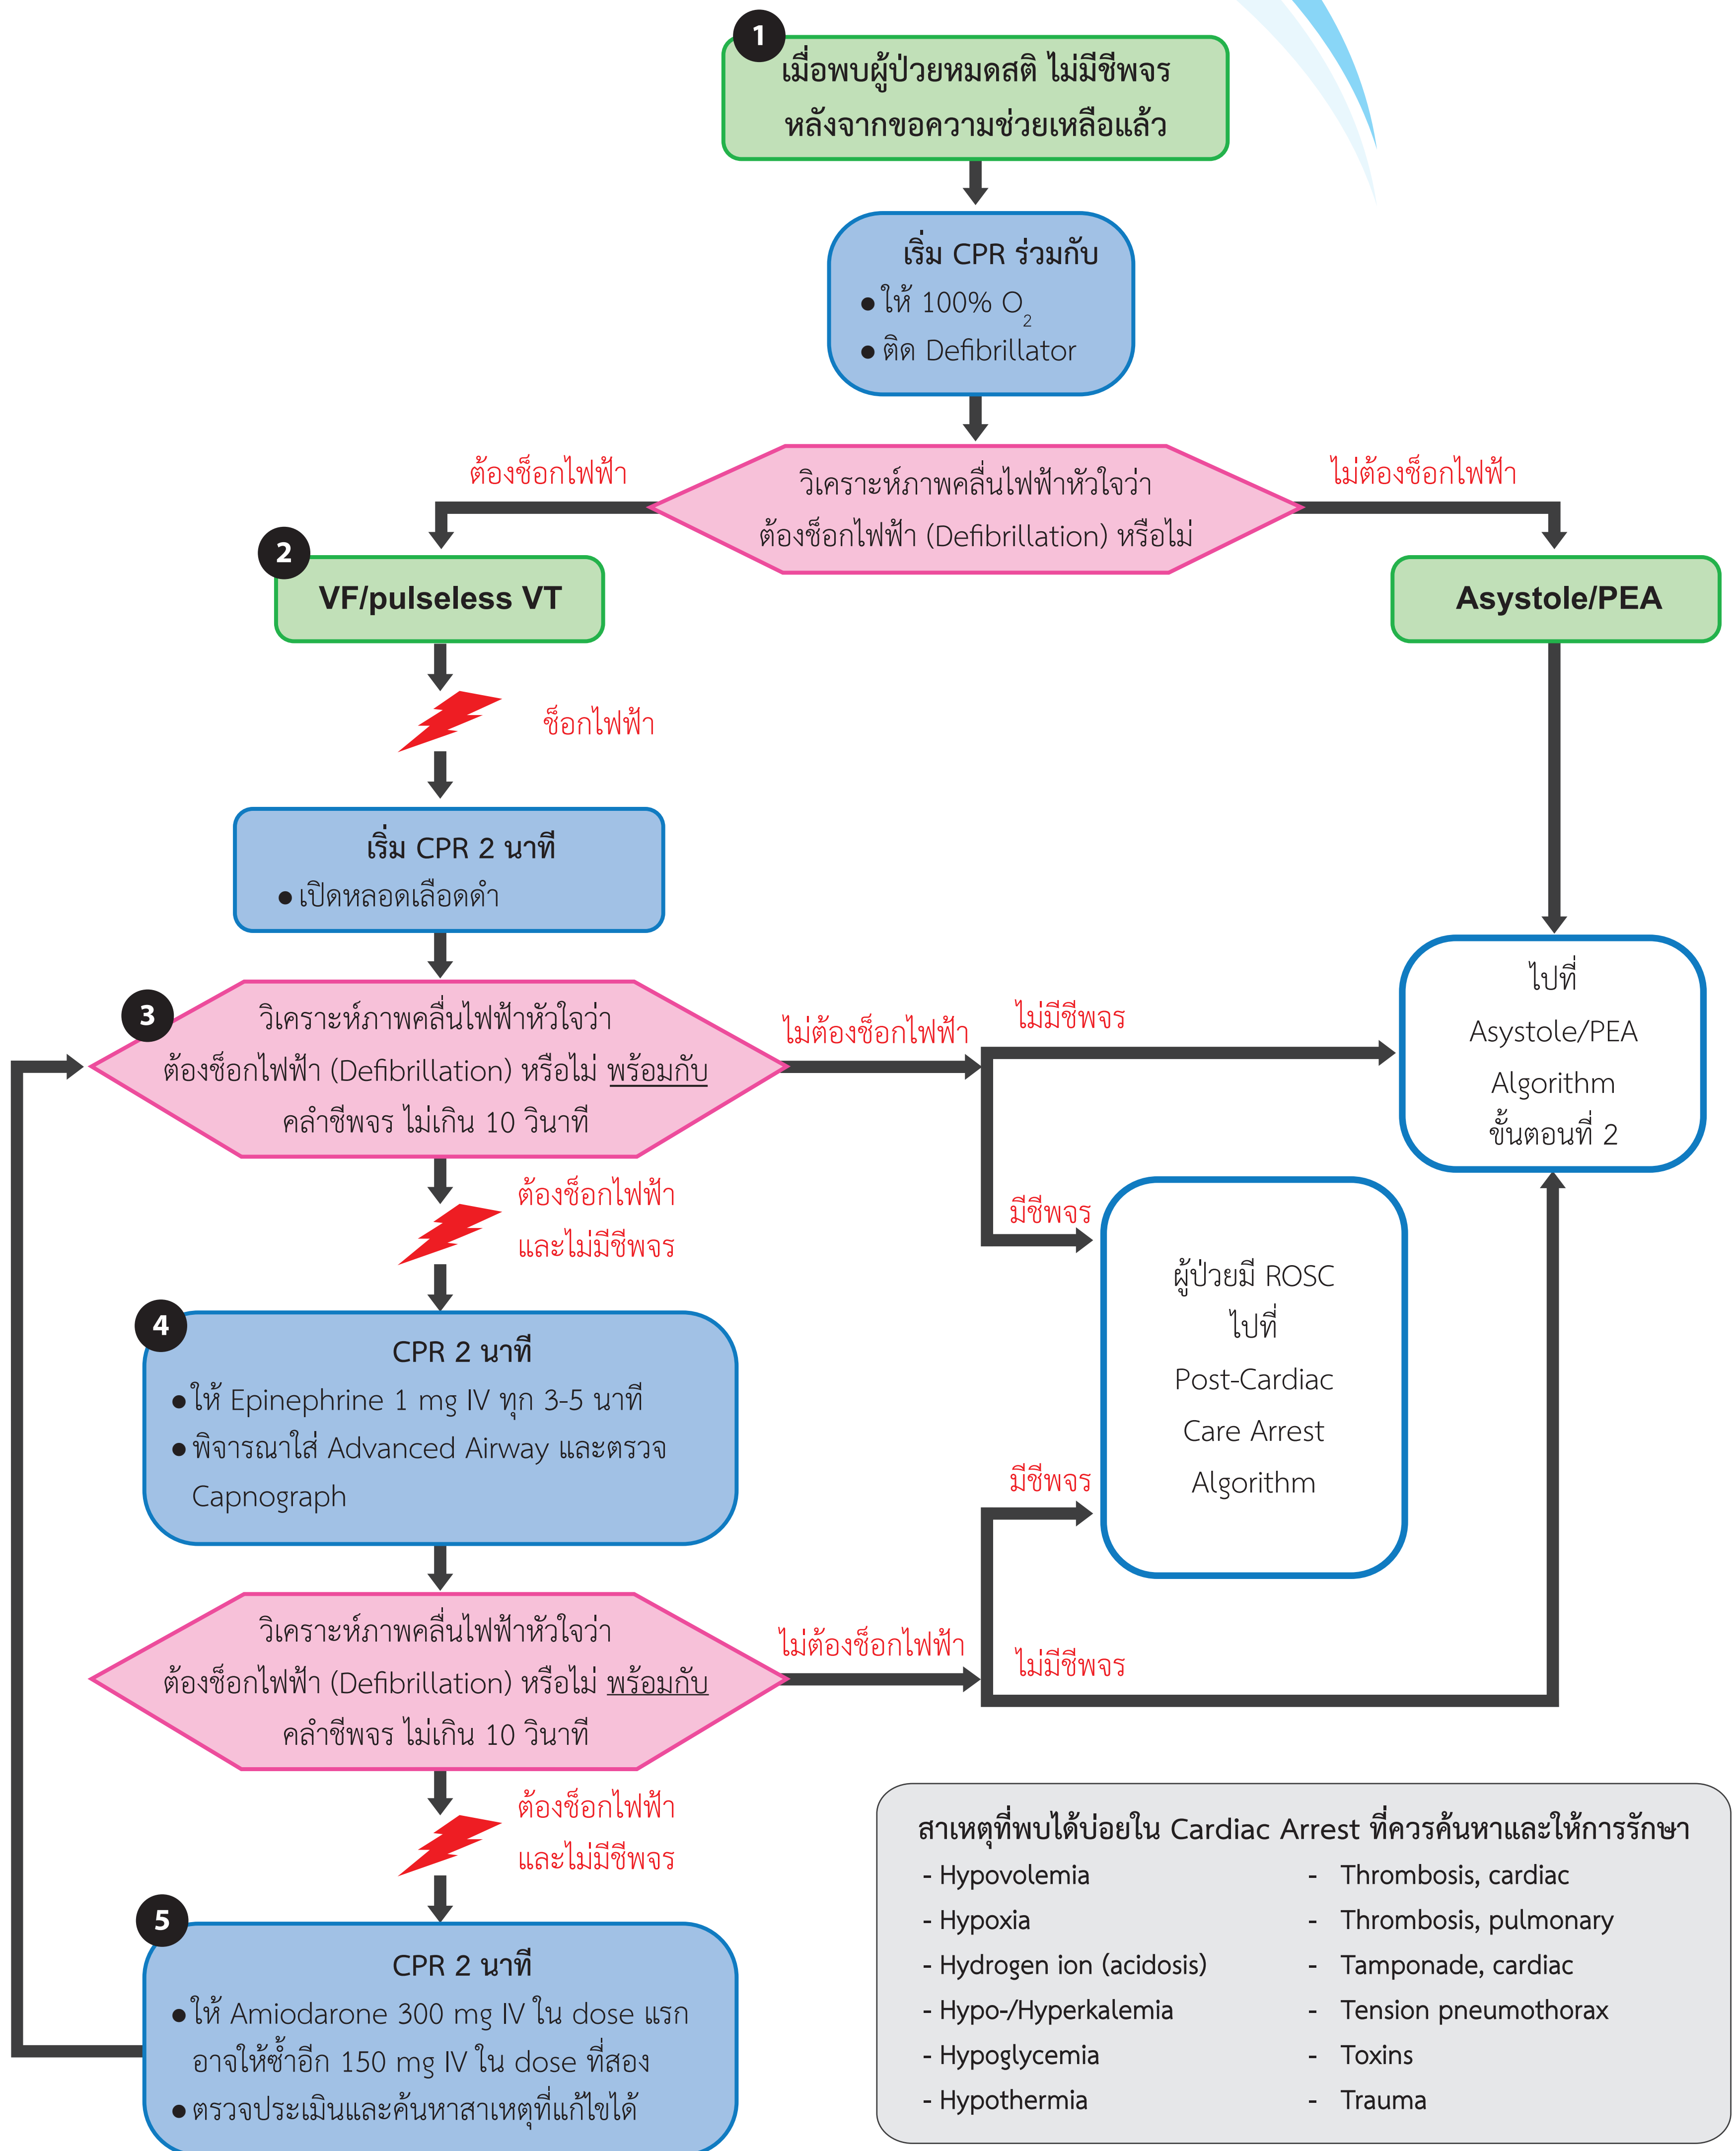 1
เมื่อพบผู้ป่วยหมดสติ ไม่มีชีพจร
หลังจากขอความช่วยเหลือแล้ว
เริ่ม CPR ร่วมกับ
● ให้ 100% O₂
● ติด Defibrillator
วิเคราะห์ภาพคลื่นไฟฟ้าหัวใจว่า
ต้องช็อกไฟฟ้า (Defibrillation) หรือไม่
ต้องช็อกไฟฟ้า
ไม่ต้องช็อกไฟฟ้า
2
VF/pulseless VT
Asystole/PEA
ช็อกไฟฟ้า
เริ่ม CPR 2 นาที
● เปิดหลอดเลือดดำ
3
วิเคราะห์ภาพคลื่นไฟฟ้าหัวใจว่า
ต้องช็อกไฟฟ้า (Defibrillation) หรือไม่ พร้อมกับ
คลำชีพจร ไม่เกิน 10 วินาที
ไม่ต้องช็อกไฟฟ้า
ไม่มีชีพจร
มีชีพจร
ไปที่
Asystole/PEA
Algorithm
ขั้นตอนที่ 2
ต้องช็อกไฟฟ้า
และไม่มีชีพจร
ผู้ป่วยมี ROSC
ไปที่
Post-Cardiac
Care Arrest
Algorithm
4
CPR 2 นาที
● ให้ Epinephrine 1 mg IV ทุก 3-5 นาที
● พิจารณาใส่ Advanced Airway และตรวจ
Capnograph
วิเคราะห์ภาพคลื่นไฟฟ้าหัวใจว่า
ต้องช็อกไฟฟ้า (Defibrillation) หรือไม่ พร้อมกับ
คลำชีพจร ไม่เกิน 10 วินาที
ไม่ต้องช็อกไฟฟ้า
มีชีพจร
ไม่มีชีพจร
ต้องช็อกไฟฟ้า
และไม่มีชีพจร
5
CPR 2 นาที
● ให้ Amiodarone 300 mg IV ใน dose แรก
อาจให้ซ้ำอีก 150 mg IV ใน dose ที่สอง
● ตรวจประเมินและค้นหาสาเหตุที่แก้ไขได้
สาเหตุที่พบได้บ่อยใน Cardiac Arrest ที่ควรค้นหาและให้การรักษา
- Hypovolemia
- Hypoxia
- Hydrogen ion (acidosis)
- Hypo-/Hyperkalemia
- Hypoglycemia
- Hypothermia
- Thrombosis, cardiac
- Thrombosis, pulmonary
- Tamponade, cardiac
- Tension pneumothorax
- Toxins
- Trauma